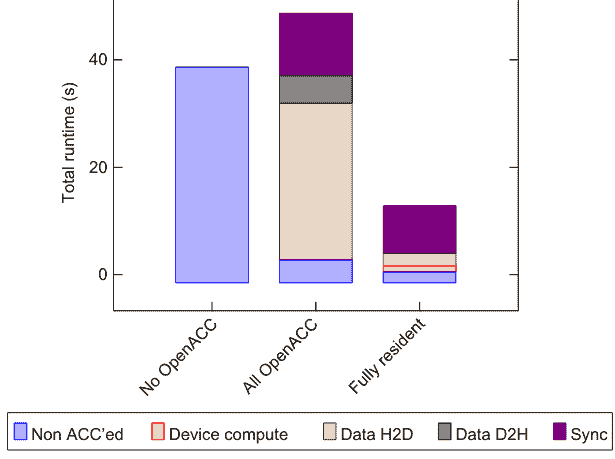 Total runtime (s)
40
20
0
No OpenACC
All OpenACC
Fully resident
Non ACC'ed
Device compute
Data H2D
Data D2H
Sync